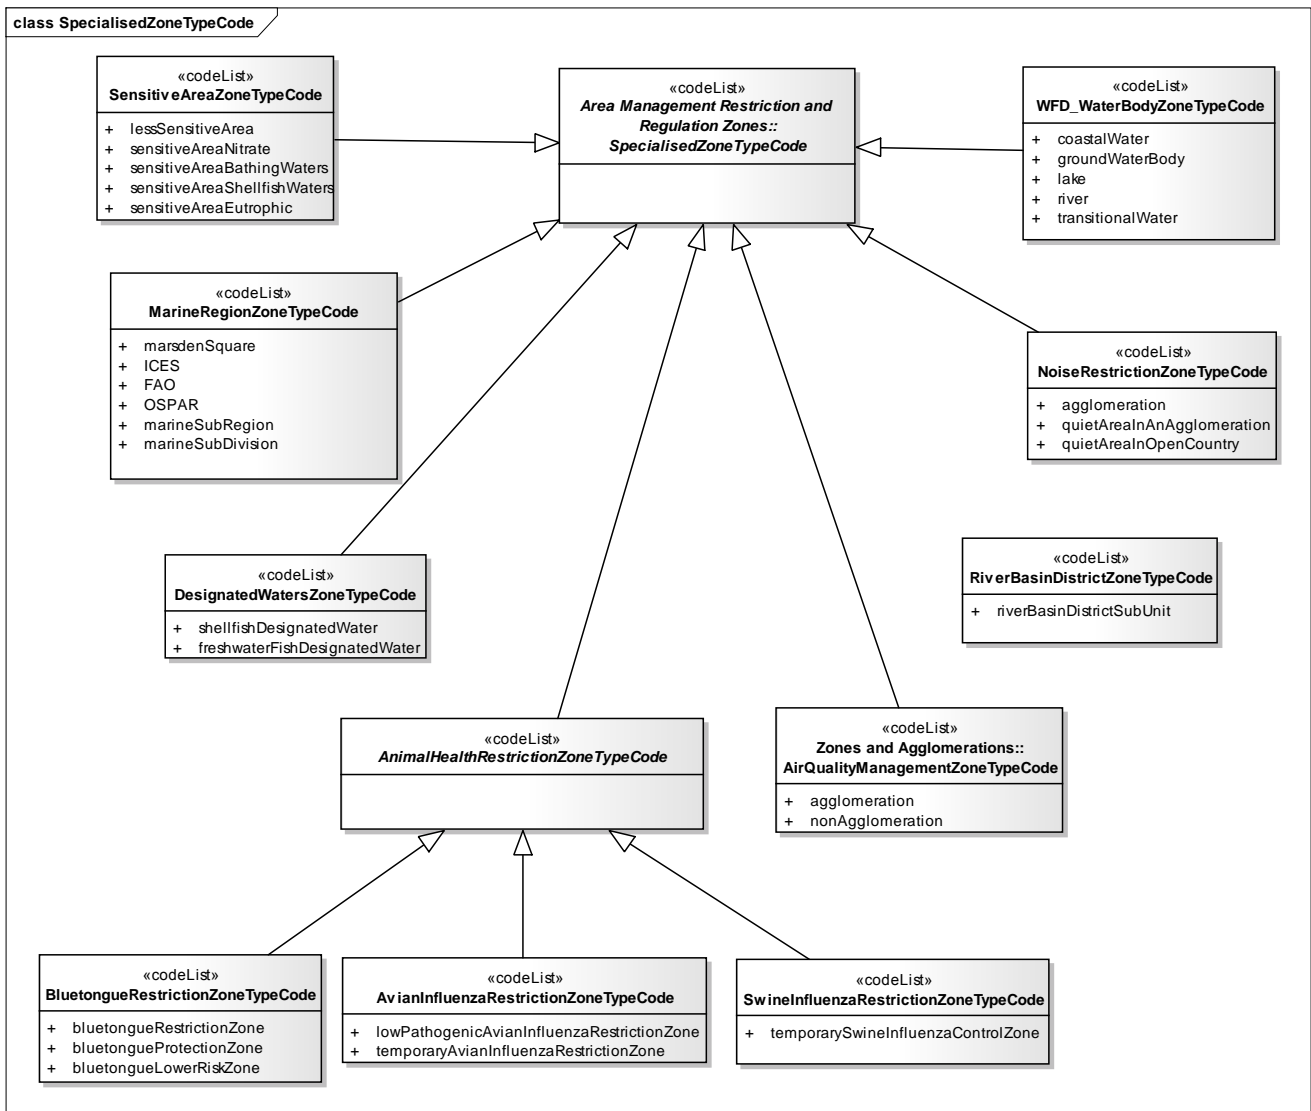 class SpecialisedZoneTypeCode
«codeList»
SensitiveAreaZoneTypeCode
+ lessSensitiveArea
+ sensitiveAreaNitrate
+ sensitiveAreaBathingWaters
+ sensitiveAreaShellfishWaters
+ sensitiveAreaEutrophic
«codeList»
Area Management Restriction and
Regulation Zones::
SpecialisedZoneTypeCode
«codeList»
WFD_WaterBodyZoneTypeCode
+ coastalWater
+ groundWaterBody
+ lake
+ river
+ transitionalWater
«codeList»
MarineRegionZoneTypeCode
+ marsdenSquare
+ ICES
+ FAO
+ OSPAR
+ marineSubRegion
+ marineSubDivision
«codeList»
NoiseRestrictionZoneTypeCode
+ agglomeration
+ quietAreaInAnAgglomeration
+ quietAreaInOpenCountry
«codeList»
DesignatedWatersZoneTypeCode
+ shellfishDesignatedWater
+ freshwaterFishDesignatedWater
«codeList»
RiverBasinDistrictZoneTypeCode
+ riverBasinDistrictSubUnit
«codeList»
AnimalHealthRestrictionZoneTypeCode
«codeList»
Zones and Agglomerations::
AirQualityManagementZoneTypeCode
+ agglomeration
+ nonAgglomeration
«codeList»
BluetongueRestrictionZoneTypeCode
+ bluetongueRestrictionZone
+ bluetongueProtectionZone
+ bluetongueLowerRiskZone
«codeList»
AvianInfluenzaRestrictionZoneTypeCode
+ lowPathogenicAvianInfluenzaRestrictionZone
+ temporaryAvianInfluenzaRestrictionZone
«codeList»
SwineInfluenzaRestrictionZoneTypeCode
+ temporarySwineInfluenzaControlZone